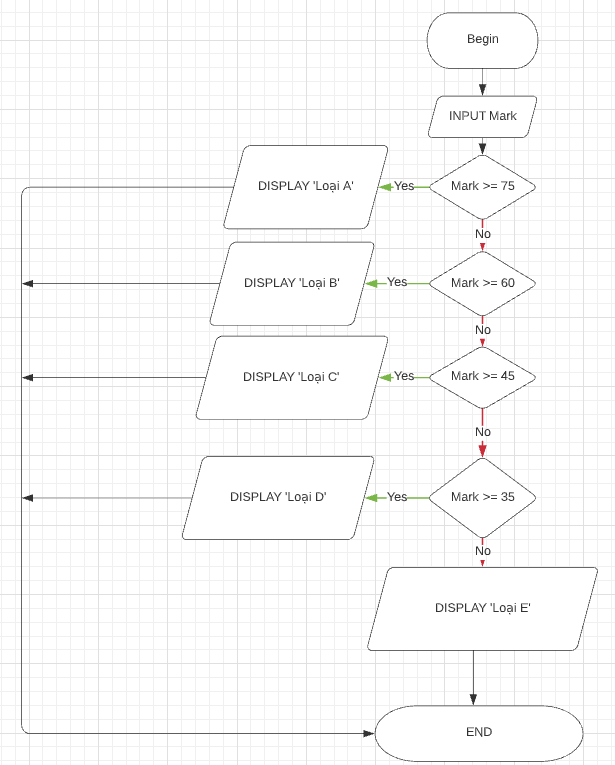 Begin
INPUT Mark
DISPLAY 'Loại A'
Yes
Mark >= 75
No
DISPLAY 'Loại B'
Yes
Mark >= 60
No
DISPLAY 'Loại C'
Yes
Mark >= 45
No
DISPLAY 'Loại D'
Yes
Mark >= 35
No
DISPLAY 'Loại E'
END